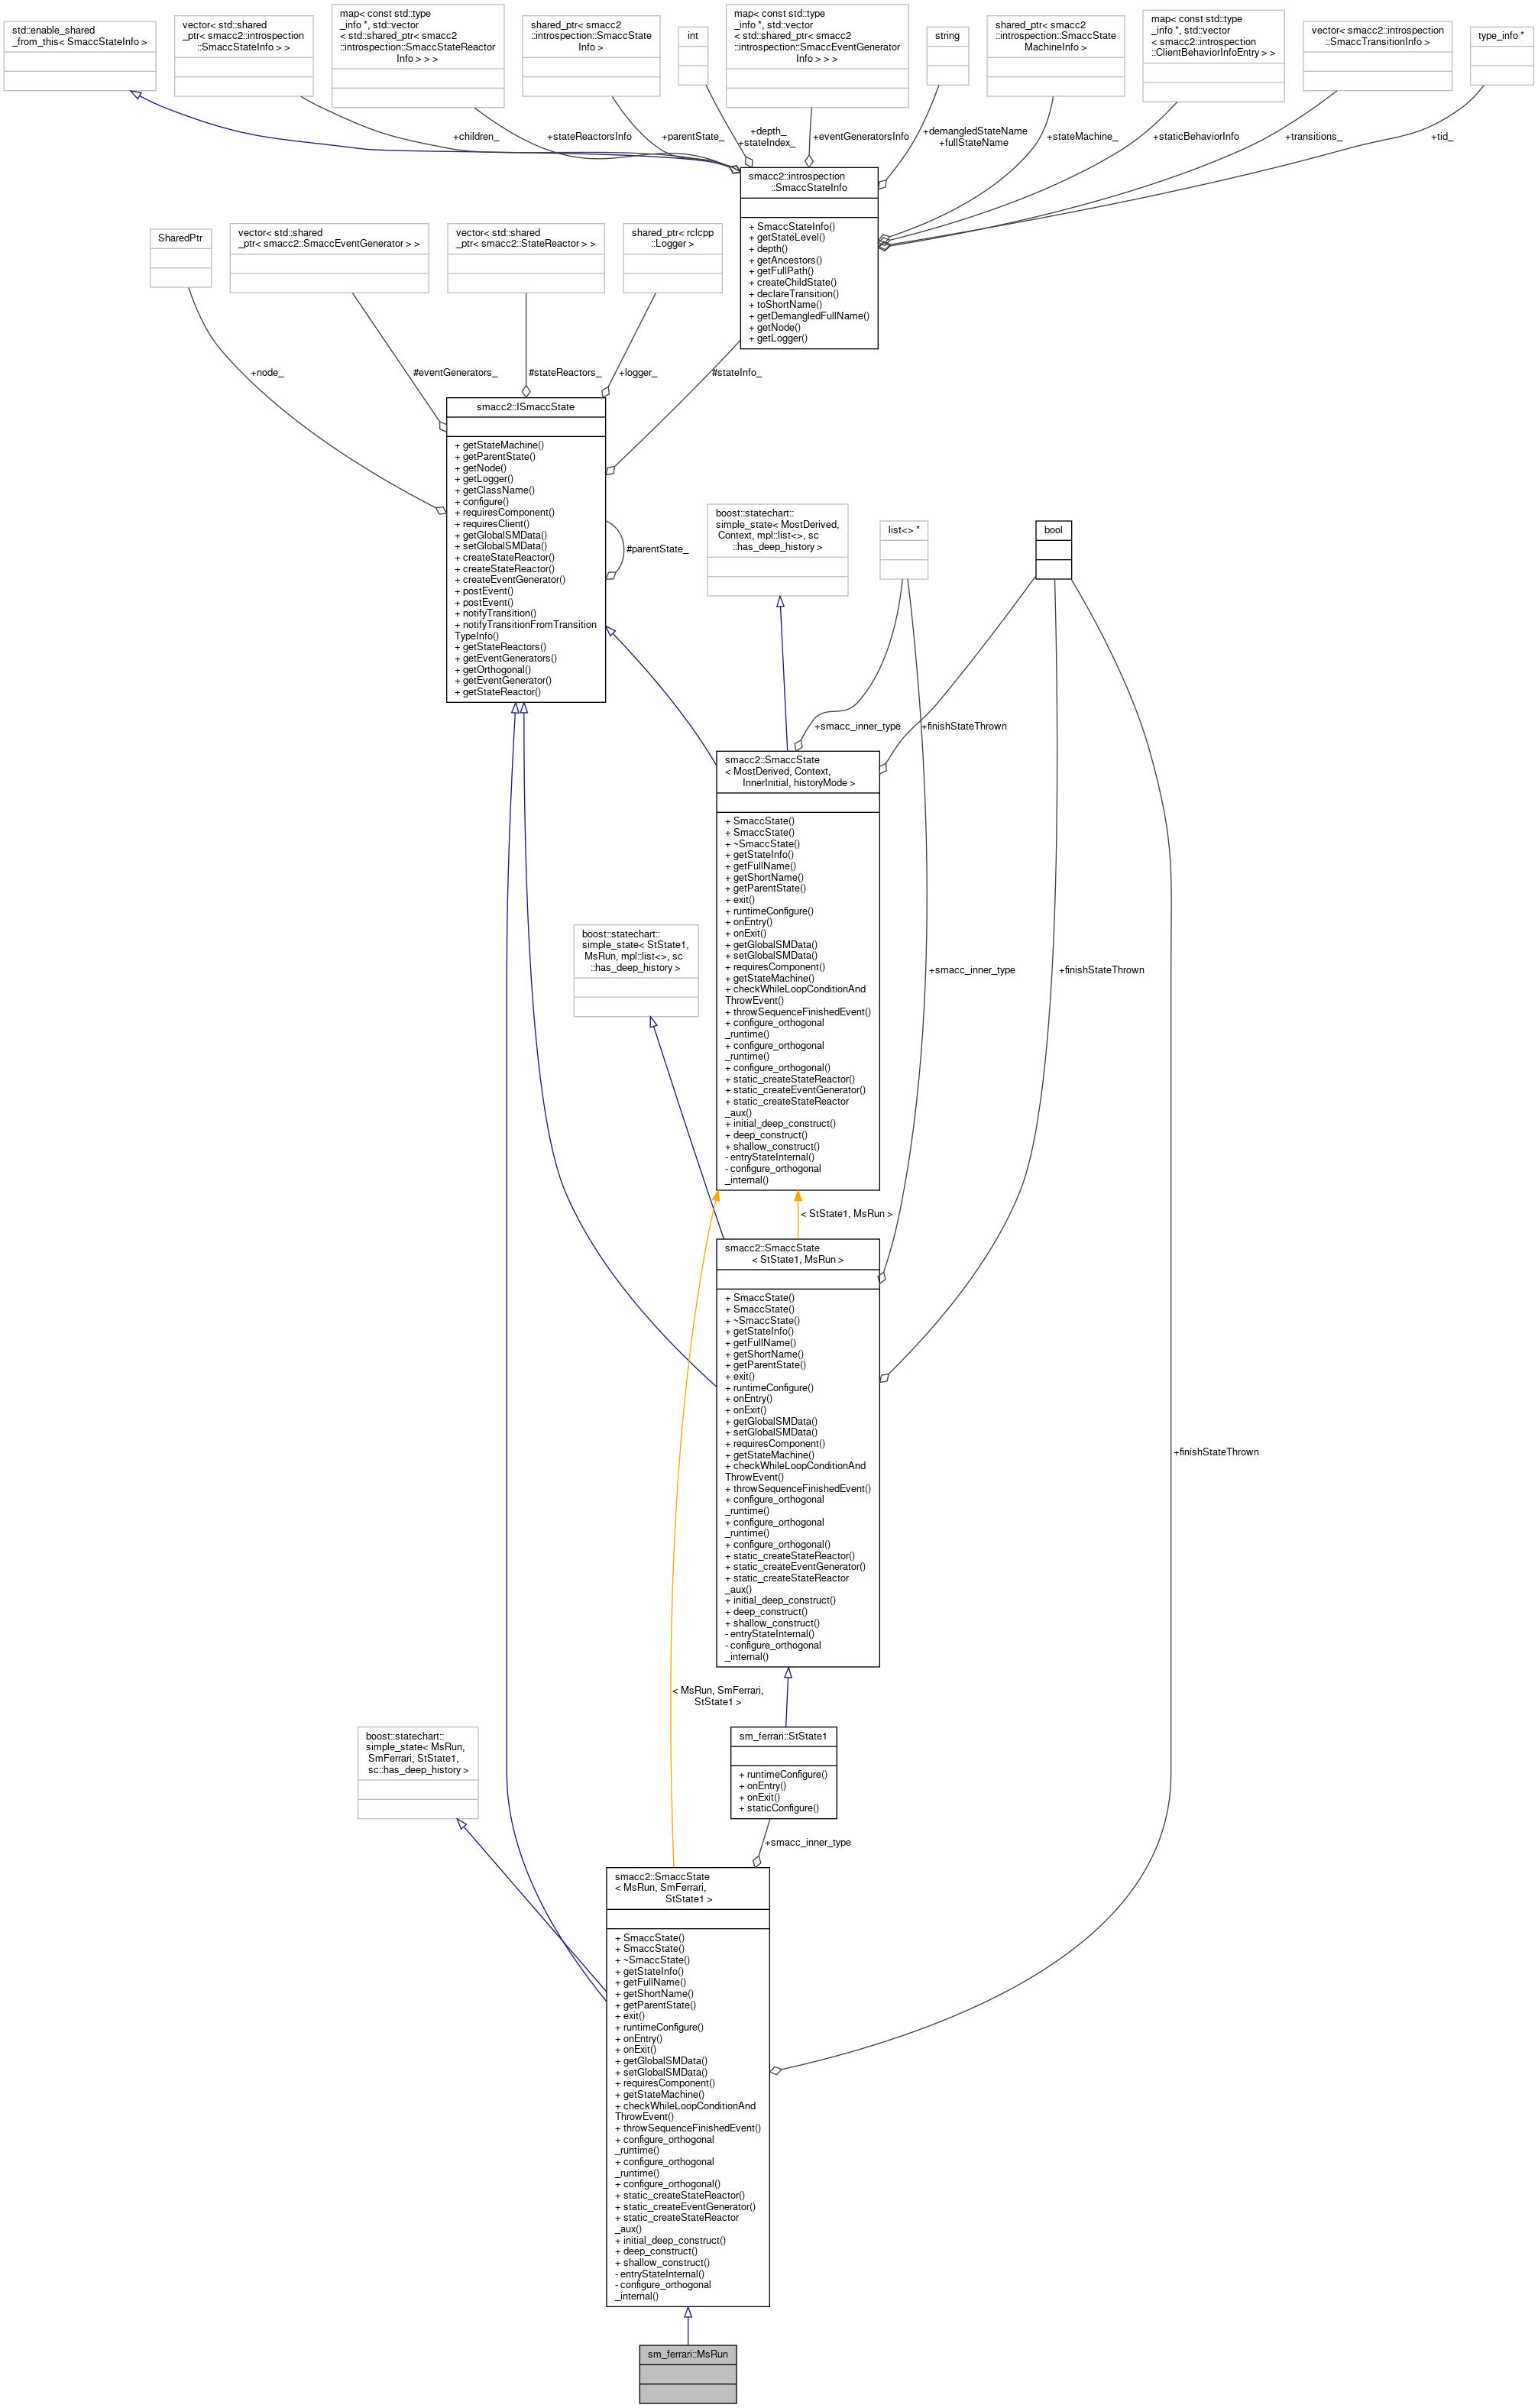 std::enable_shared
_from_this< SmaccStateInfo >
vector< std::shared
_ptr< smacc2::introspection
::SmaccStateInfo > >
map< const std::type
_info *, std::vector
< std::shared_ptr< smacc2
::introspection::SmaccStateReactor
Info > > >
shared_ptr< smacc2
::introspection::SmaccState
Info >
int
map< const std::type
_info *, std::vector
< std::shared_ptr< smacc2
::introspection::SmaccEventGenerator
Info > > >
string
shared_ptr< smacc2
::introspection::SmaccState
MachineInfo >
map< const std::type
_info *, std::vector
< smacc2::introspection
::ClientBehaviorInfoEntry > >
vector< smacc2::introspection
::SmaccTransitionInfo >
type_info *
+children_
+stateReactorsInfo
+parentState_
+depth_
+stateIndex_
+eventGeneratorsInfo
+demangledStateName
+fullStateName
+stateMachine_
+staticBehaviorInfo
+transitions_
+tid_
smacc2::introspection
::SmaccStateInfo
+ SmaccStateInfo()
+ getStateLevel()
+ depth()
+ getAncestors()
+ getFullPath()
+ createChildState()
+ declareTransition()
+ toShortName()
+ getDemangledFullName()
+ getNode()
+ getLogger()
SharedPtr
vector< std::shared
_ptr< smacc2::SmaccEventGenerator > >
vector< std::shared
_ptr< smacc2::StateReactor > >
shared_ptr< rclcpp
::Logger >
+node_
#eventGenerators_
#stateReactors_
+logger_
#stateInfo_
smacc2::ISmaccState
+ getStateMachine()
+ getParentState()
+ getNode()
+ getLogger()
+ getClassName()
+ configure()
+ requiresComponent()
+ requiresClient()
+ getGlobalSMData()
+ setGlobalSMData()
+ createStateReactor()
+ createStateReactor()
+ createEventGenerator()
+ postEvent()
+ postEvent()
+ notifyTransition()
+ notifyTransitionFromTransition
TypeInfo()
+ getStateReactors()
+ getEventGenerators()
+ getOrthogonal()
+ getEventGenerator()
+ getStateReactor()
#parentState_
boost::statechart::
simple_state< MostDerived,
Context, mpl::list<>, sc
::has_deep_history >
list<> *
bool
+smacc_inner_type
+finishStateThrown
smacc2::SmaccState
< MostDerived, Context,
InnerInitial, historyMode >
+ SmaccState()
+ SmaccState()
+ ~SmaccState()
+ getStateInfo()
+ getFullName()
+ getShortName()
+ getParentState()
+ exit()
+ runtimeConfigure()
+ onEntry()
+ onExit()
+ getGlobalSMData()
+ setGlobalSMData()
+ requiresComponent()
+ getStateMachine()
+ checkWhileLoopConditionAnd
ThrowEvent()
+ throwSequenceFinishedEvent()
+ configure_orthogonal
_runtime()
+ configure_orthogonal
_runtime()
+ configure_orthogonal()
+ static_createStateReactor()
+ static_createEventGenerator()
+ static_createStateReactor
_aux()
+ initial_deep_construct()
+ deep_construct()
+ shallow_construct()
- entryStateInternal()
- configure_orthogonal
_internal()
boost::statechart::
simple_state< StState1,
MsRun, mpl::list<>, sc
::has_deep_history >
+smacc_inner_type
+finishStateThrown
< StState1, MsRun >
smacc2::SmaccState
< StState1, MsRun >
+ SmaccState()
+ SmaccState()
+ ~SmaccState()
+ getStateInfo()
+ getFullName()
+ getShortName()
+ getParentState()
+ exit()
+ runtimeConfigure()
+ onEntry()
+ onExit()
+ getGlobalSMData()
+ setGlobalSMData()
+ requiresComponent()
+ getStateMachine()
+ checkWhileLoopConditionAnd
ThrowEvent()
+ throwSequenceFinishedEvent()
+ configure_orthogonal
_runtime()
+ configure_orthogonal
_runtime()
+ configure_orthogonal()
+ static_createStateReactor()
+ static_createEventGenerator()
+ static_createStateReactor
_aux()
+ initial_deep_construct()
+ deep_construct()
+ shallow_construct()
- entryStateInternal()
- configure_orthogonal
_internal()
+finishStateThrown
< MsRun, SmFerrari,
StState1 >
boost::statechart::
simple_state< MsRun,
SmFerrari, StState1,
sc::has_deep_history >
sm_ferrari::StState1
+ runtimeConfigure()
+ onEntry()
+ onExit()
+ staticConfigure()
+smacc_inner_type
smacc2::SmaccState
< MsRun, SmFerrari,
StState1 >
+ SmaccState()
+ SmaccState()
+ ~SmaccState()
+ getStateInfo()
+ getFullName()
+ getShortName()
+ getParentState()
+ exit()
+ runtimeConfigure()
+ onEntry()
+ onExit()
+ getGlobalSMData()
+ setGlobalSMData()
+ requiresComponent()
+ getStateMachine()
+ checkWhileLoopConditionAnd
ThrowEvent()
+ throwSequenceFinishedEvent()
+ configure_orthogonal
_runtime()
+ configure_orthogonal
_runtime()
+ configure_orthogonal()
+ static_createStateReactor()
+ static_createEventGenerator()
+ static_createStateReactor
_aux()
+ initial_deep_construct()
+ deep_construct()
+ shallow_construct()
- entryStateInternal()
- configure_orthogonal
_internal()
sm_ferrari::MsRun